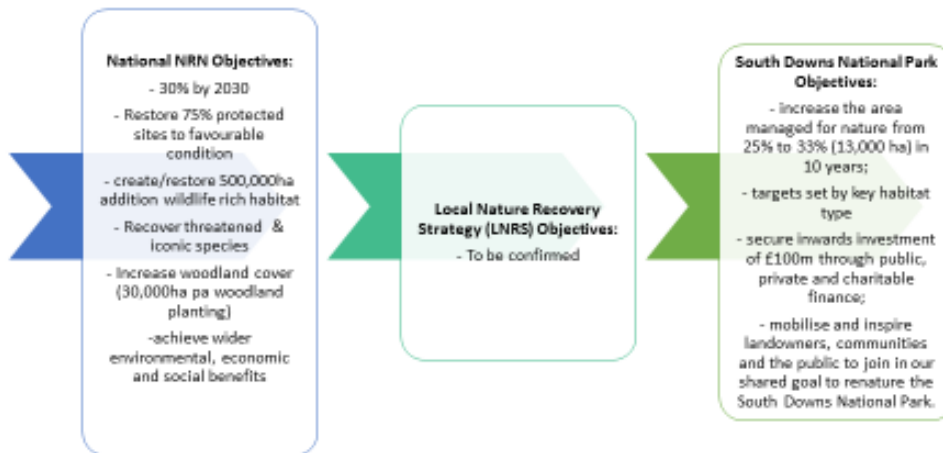 National NRN Objectives:
- 30% by 2030
- Restore 75% protected
sites to favourable
condition
- create/restore 500,000ha
addition wildlife rich habitat
- Recover threatened & 
iconic species
- Increase woodland cover
(30,000ha pa woodland
planting)
-achieve wider
environmental, economic
and social benefits
Local Nature Recovery
Strategy (LNRS) Objectives:
- To be confirmed
South Downs National Park
Objectives:
- increase the area
managed for nature from
25% to 33% (13,000 ha) in
10 years;
- targets set by key habitat
type
- secure inwards investment
of £100m through public,
private and charitable
finance;
- mobilise and inspire
landowners, communities
and the public to join in our
shared goal to renature the
South Downs National Park.